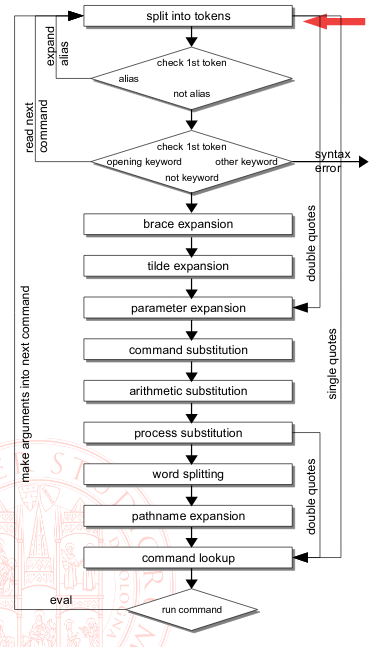 split into tokens
expand
alias
check 1st token
alias
not alias
read next
command
check 1st token
opening keyword
other keyword
not keyword
syntax
error
brace expansion
tilde expansion
double quotes
parameter expansion
command substitution
single quotes
arithmetic substitution
make arguments into next command
process substitution
word splitting
double quotes
pathname expansion
command lookup
eval
run command